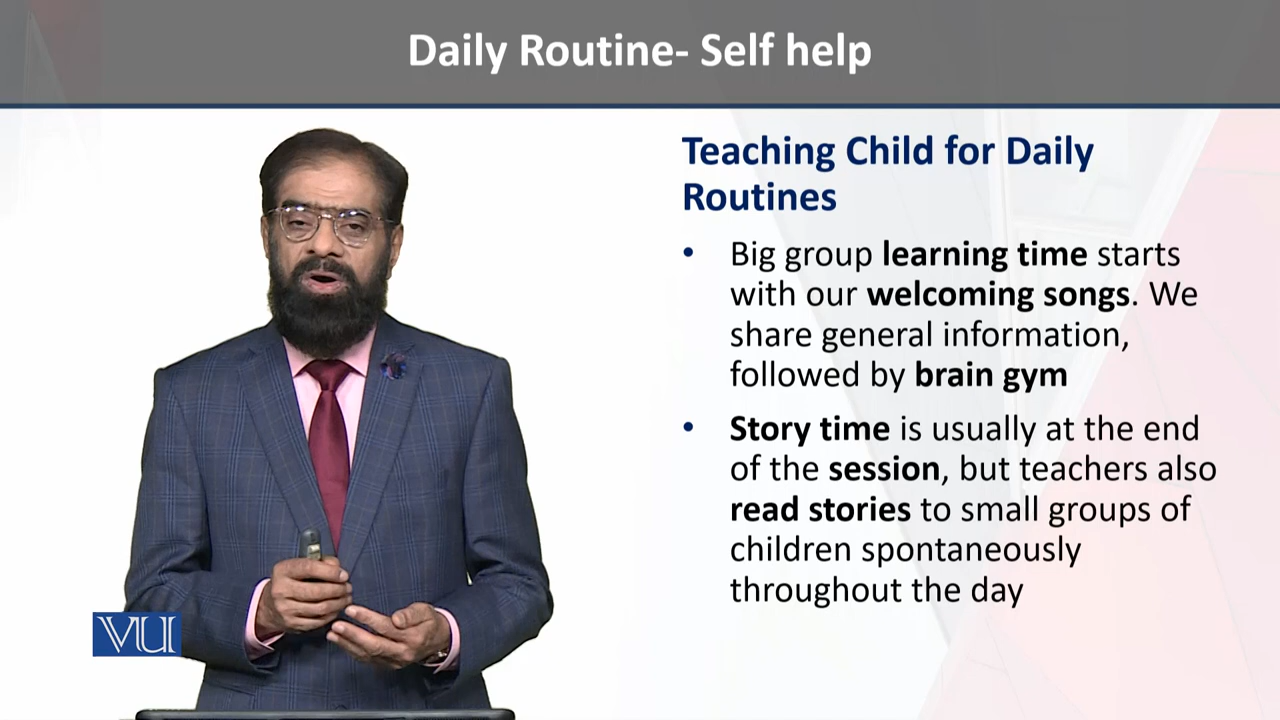 Daily Routine- Self help
Teaching Child for Daily
Routines
• Big group learning time starts
with our welcoming songs. We
share general information,
followed by brain gym
• Story time is usually at the end
of the session, but teachers also
read stories to small groups of
children spontaneously
throughout the day
VU